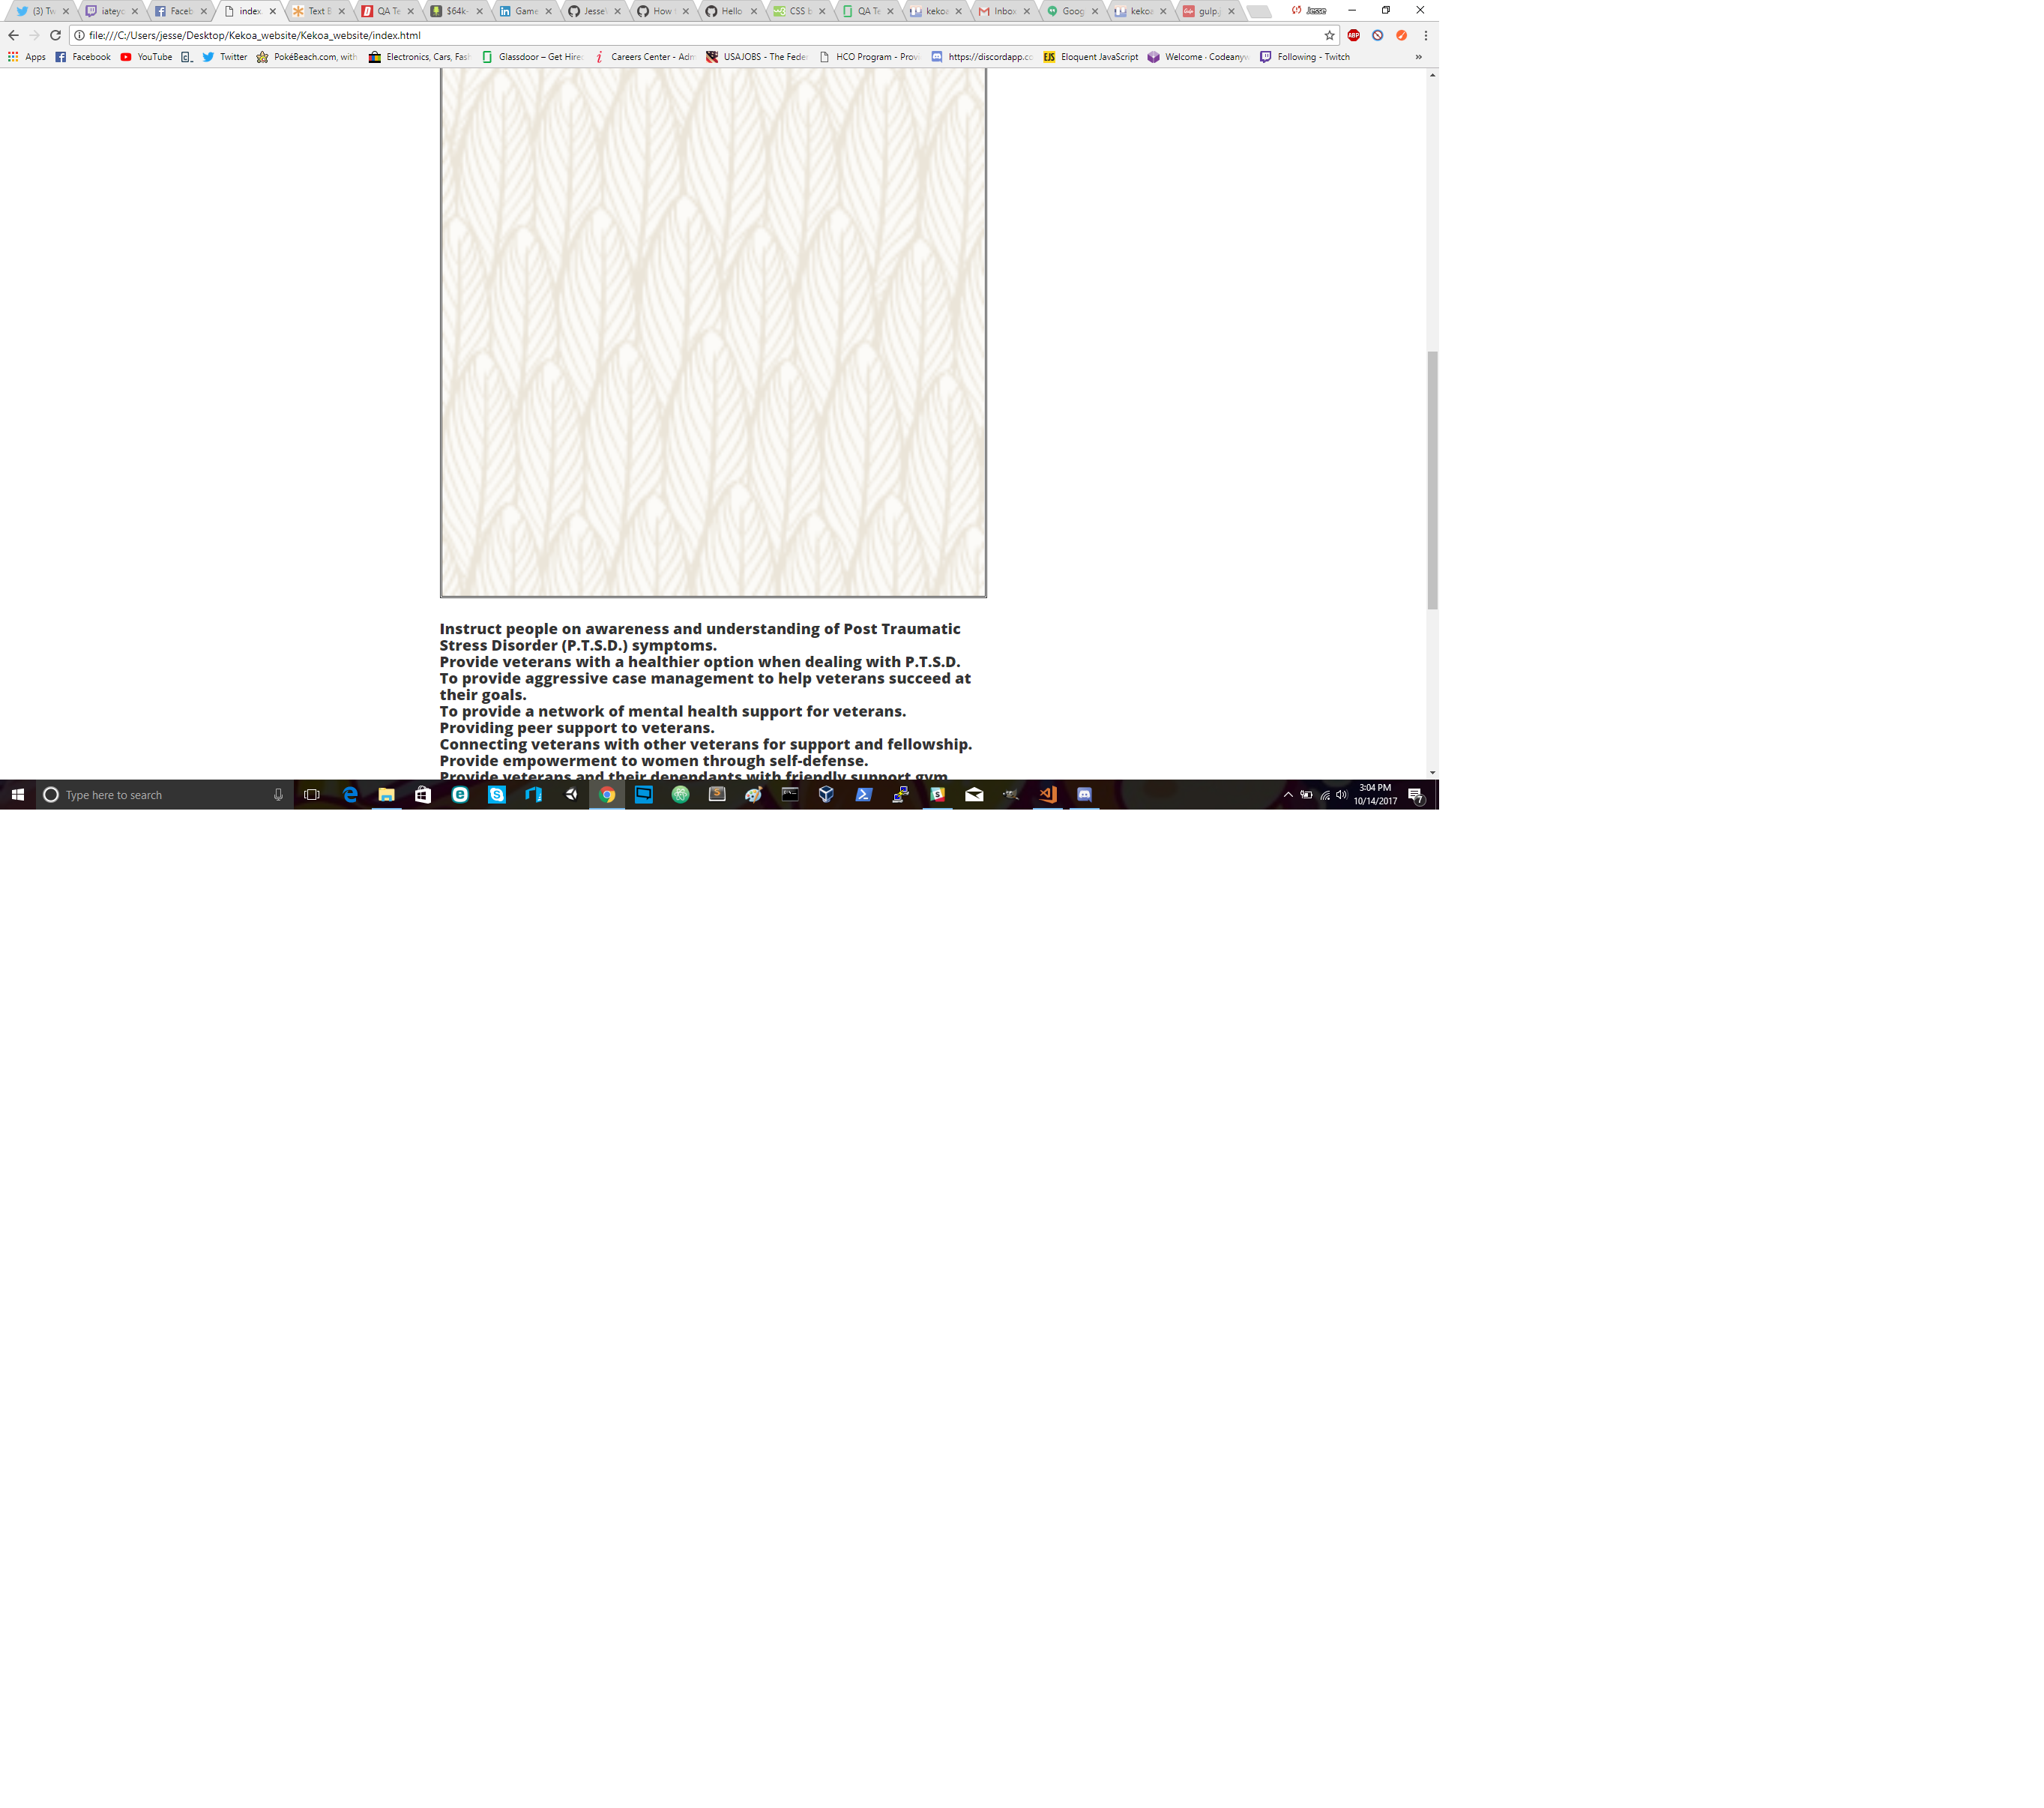 (3) Tw
iateyo
Faceb
index.
Text B
QA Te
$64k-
Game
Jesse
How t
Hello
CSS b
QA Te
kekoa
Inbox
Goog
kekoa
gulp.j
Jesse
file:///C:/Users/jesse/Desktop/Kekoa_website/Kekoa_website/index.html
ABP
Apps
Facebook
YouTube
Twitter
PokéBeach.com, with
Electronics, Cars, Fash
Glassdoor – Get Hired
Careers Center - Adm
USAJOBS - The Feder
HCO Program - Provi
https://discordapp.co
EJS
Eloquent JavaScript
Welcome · Codeanyw
Following - Twitch
»
Instruct people on awareness and understanding of Post Traumatic
Stress Disorder (P.T.S.D.) symptoms.
Provide veterans with a healthier option when dealing with P.T.S.D.
To provide aggressive case management to help veterans succeed at
their goals.
To provide a network of mental health support for veterans.
Providing peer support to veterans.
Connecting veterans with other veterans for support and fellowship.
Provide empowerment to women through self-defense.
Provide veterans and their dependants with friendly support gym
Type here to search
3:04 PM
10/14/2017
7